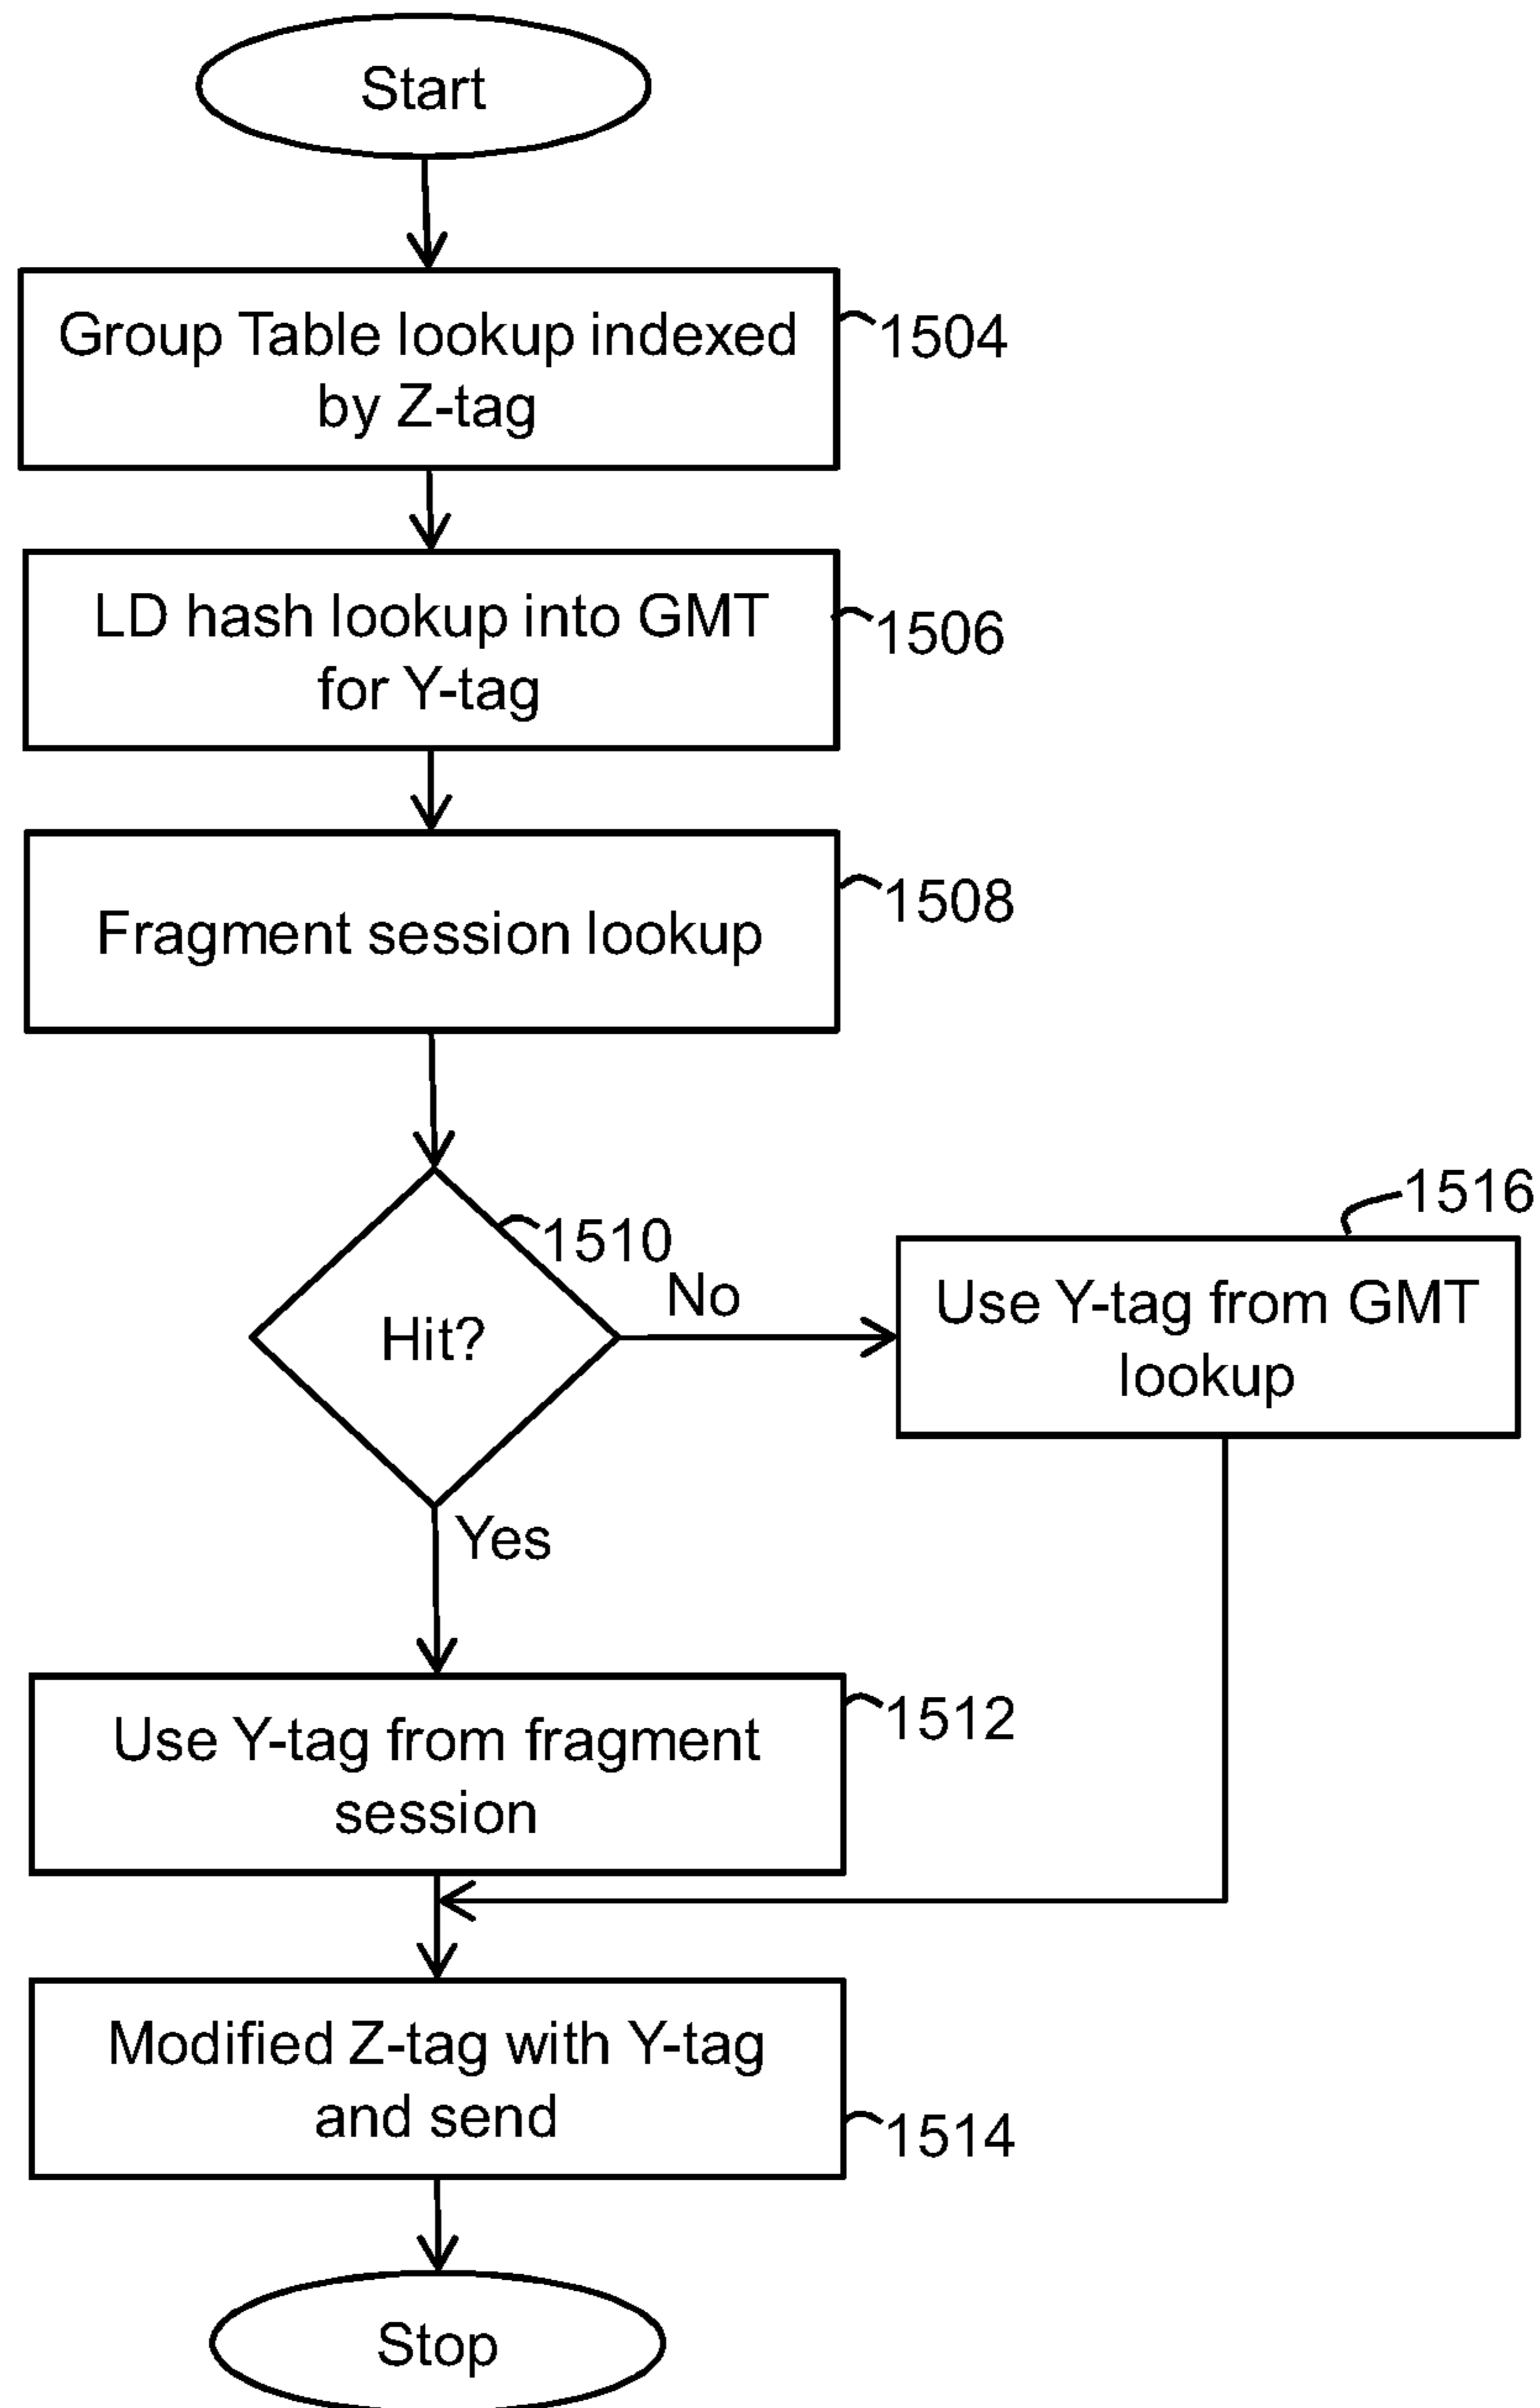 Start
Group Table lookup indexed
by Z-tag
1504
LD hash lookup into GMT
for Y-tag
1506
Fragment session lookup
1508
Hit?
1510
No
1516
Use Y-tag from GMT
lookup
Yes
Use Y-tag from fragment
session
1512
Modified Z-tag with Y-tag
and send
1514
Stop